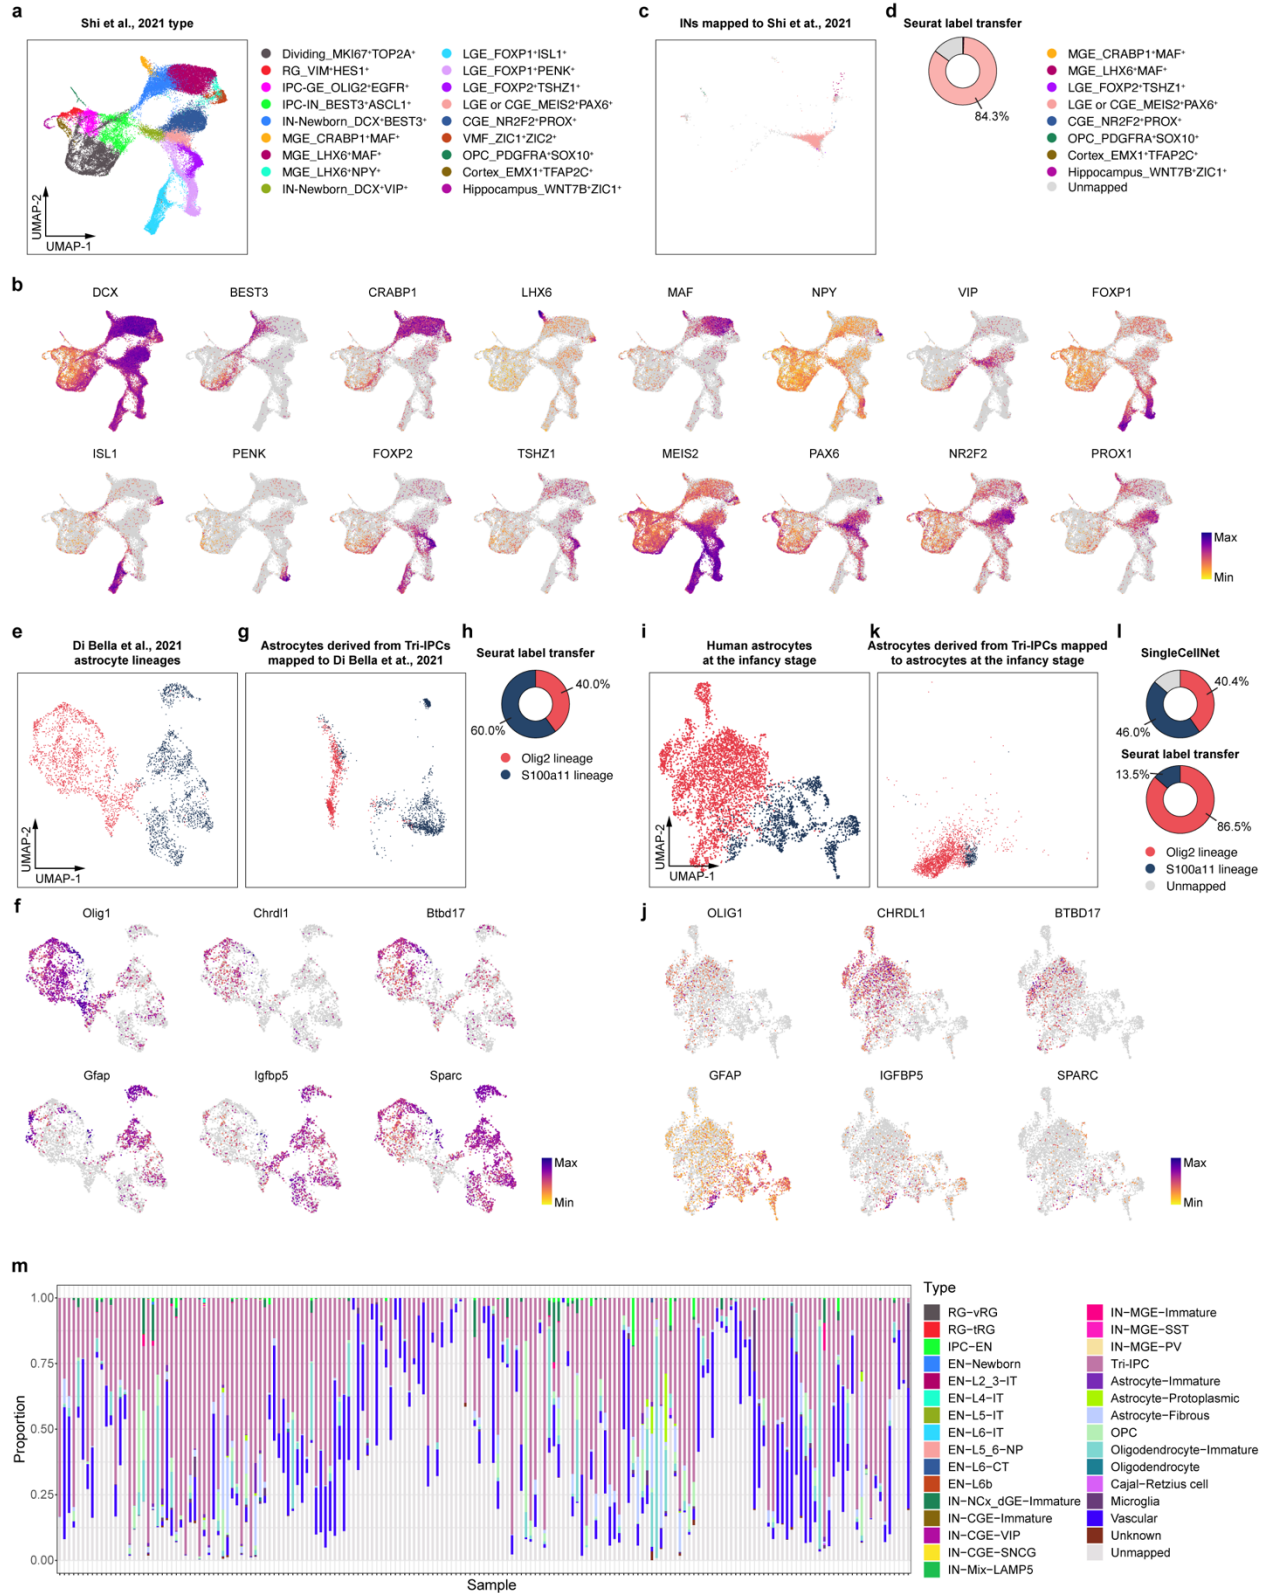 a
Shi et al., 2021 type
Dividing_MKI67⁺TOP2A⁺
RG_VIM⁺HES1⁺
IPC-GE_OLIG2⁺EGFR⁺
IPC-IN_BEST3⁺ASCL1⁺
IN-Newborn_DCX⁺BEST3⁺
MGE_CRABP1⁺MAF⁺
MGE_LHX6⁺MAF⁺
MGE_LHX6⁺NPY⁺
IN-Newborn_DCX⁺VIP⁺
LGE_FOXP1⁺ISL1⁺
LGE_FOXP1⁺PENK⁺
LGE_FOXP2⁺TSHZ1⁺
LGE or CGE_MEIS2⁺PAX6⁺
CGE_NR2F2⁺PROX⁺
VMF_ZIC1⁺ZIC2⁺
OPC_PDGFRA⁺SOX10⁺
Cortex_EMX1⁺TFAP2C⁺
Hippocampus_WNT7B⁺ZIC1⁺
UMAP-2
UMAP-1
c
INs mapped to Shi et at., 2021
d
Seurat label transfer
84.3%
MGE_CRABP1⁺MAF⁺
MGE_LHX6⁺MAF⁺
LGE_FOXP2⁺TSHZ1⁺
LGE or CGE_MEIS2⁺PAX6⁺
CGE_NR2F2⁺PROX⁺
OPC_PDGFRA⁺SOX10⁺
Cortex_EMX1⁺TFAP2C⁺
Hippocampus_WNT7B⁺ZIC1⁺
Unmapped
b
DCX BEST3 CRABP1 LHX6 MAF NPY VIP FOXP1
ISL1 PENK FOXP2 TSHZ1 MEIS2 PAX6 NR2F2 PROX1
Max
Min
e
Di Bella et al., 2021
astrocyte lineages
UMAP-2
UMAP-1
g
Astrocytes derived from Tri-IPCs
mapped to Di Bella et at., 2021
h
Seurat label transfer
40.0%
60.0%
Olig2 lineage
S100a11 lineage
i
Human astrocytes
at the infancy stage
UMAP-2
UMAP-1
k
Astrocytes derived from Tri-IPCs mapped
to astrocytes at the infancy stage
l
SingleCellNet
40.4%
46.0%
Seurat label transfer
13.5%
86.5%
Olig2 lineage
S100a11 lineage
Unmapped
f
Olig1 Chrdl1 Btbd17
Gfap Igfbp5 Sparc
Max
Min
j
OLIG1 CHRDL1 BTBD17
GFAP IGFBP5 SPARC
Max
Min
m
Proportion
1.00
0.75
0.50
0.25
0.00
Sample
Type
RG−vRG
RG−tRG
IPC−EN
EN−Newborn
EN−L2_3−IT
EN−L4−IT
EN−L5−IT
EN−L6−IT
EN−L5_6−NP
EN−L6−CT
EN−L6b
IN−NCx_dGE−Immature
IN−CGE−Immature
IN−CGE−VIP
IN−CGE−SNCG
IN−Mix−LAMP5
IN−MGE−Immature
IN−MGE−SST
IN−MGE−PV
Tri−IPC
Astrocyte−Immature
Astrocyte−Protoplasmic
Astrocyte−Fibrous
OPC
Oligodendrocyte−Immature
Oligodendrocyte
Cajal−Retzius cell
Microglia
Vascular
Unknown
Unmapped